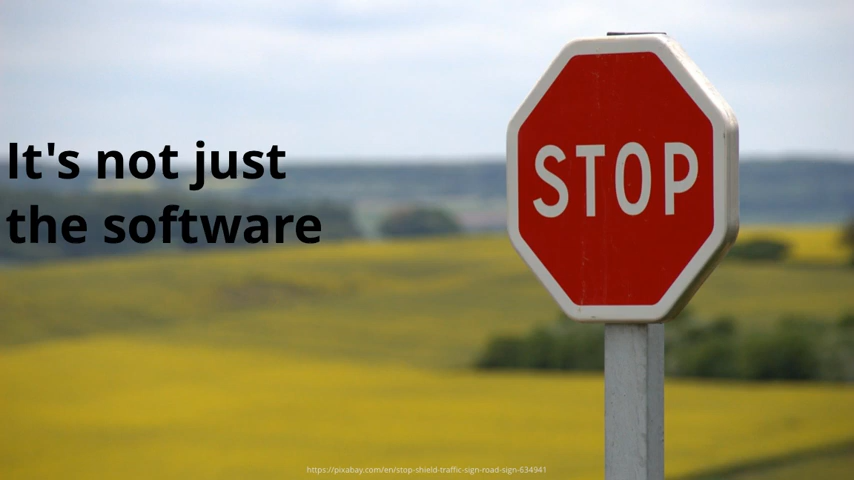 It's not just
the software
STOP
https://pixabay.com/en/stop-shield-traffic-sign-road-sign-634941